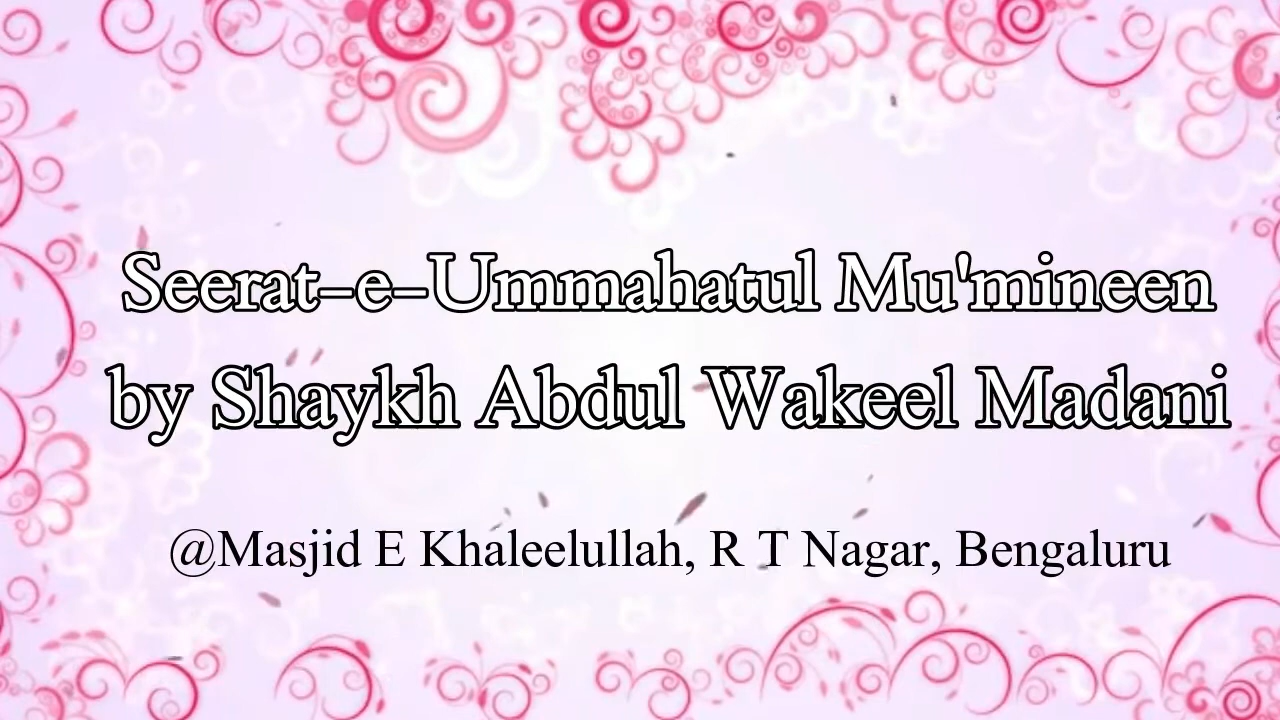 Seerat-e-Ummahatul Mu'mineen
by Shaykh Abdul Wakeel Madani
@Masjid E Khaleelullah, R T Nagar, Bengaluru